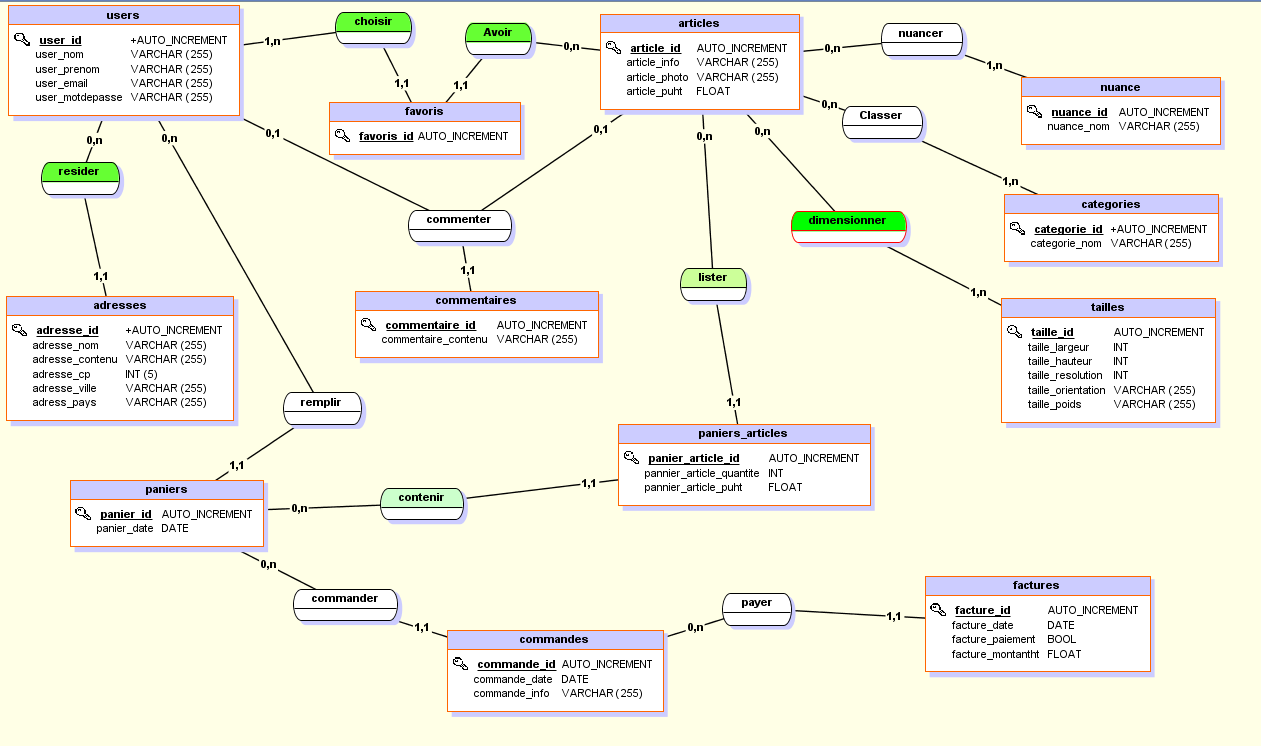 users
user_id +AUTO_INCREMENT
user_nom VARCHAR (255)
user_prenom VARCHAR (255)
user_email VARCHAR (255)
user_motdepasse VARCHAR (255)
1,n
choisir
1,1
Avoir
0,n
1,1
favoris
favoris_id AUTO_INCREMENT
articles
article_id AUTO_INCREMENT
article_info VARCHAR (255)
article_photo VARCHAR (255)
article_puht FLOAT
0,n
nuancer
1,n
nuance
nuance_id AUTO_INCREMENT
nuance_nom VARCHAR (255)
0,n
Classer
1,n
categories
categorie_id +AUTO_INCREMENT
categorie_nom VARCHAR (255)
0,n
resider
1,1
0,n
0,1
0,1
commenter
1,1
0,n
lister
1,1
0,n
dimensionner
1,n
adresses
adresse_id +AUTO_INCREMENT
adresse_nom VARCHAR (255)
adresse_contenu VARCHAR (255)
adresse_cp INT (5)
adresse_ville VARCHAR (255)
adress_pays VARCHAR (255)
commentaires
commentaire_id AUTO_INCREMENT
commentaire_contenu VARCHAR (255)
tailles
taille_id AUTO_INCREMENT
taille_largeur INT
taille_hauteur INT
taille_resolution INT
taille_orientation VARCHAR (255)
taille_poids VARCHAR (255)
remplir
1,1
paniers
panier_id AUTO_INCREMENT
panier_date DATE
0,n
contenir
1,1
paniers_articles
panier_article_id AUTO_INCREMENT
pannier_article_quantite INT
pannier_article_puht FLOAT
0,n
commander
1,1
commandes
commande_id AUTO_INCREMENT
commande_date DATE
commande_info VARCHAR (255)
0,n
payer
1,1
factures
facture_id AUTO_INCREMENT
facture_date DATE
facture_paiement BOOL
facture_montantht FLOAT